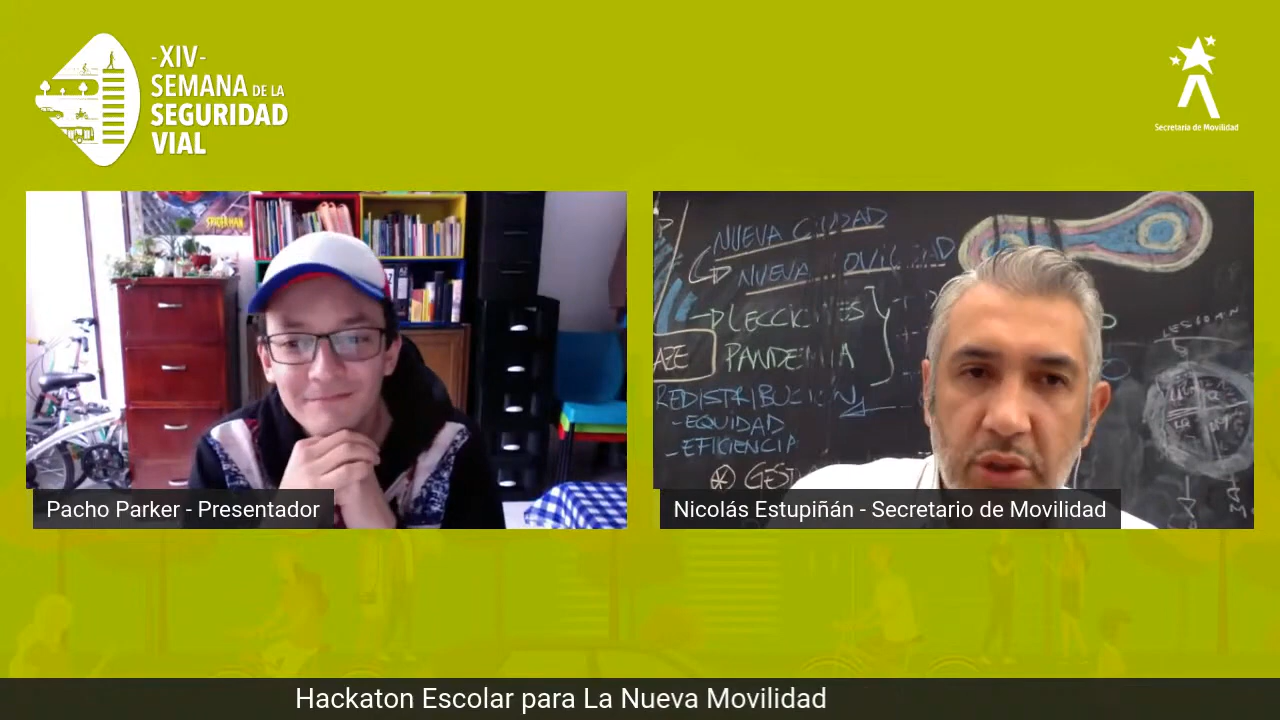 -XIV-
SEMANA DE LA
SEGURIDAD
VIAL
Secretaría de Movilidad
SPIDERMAN
NUEVA CIUDAD
NUEVA
PANDEMIA
REDISTRIBUCIÓN
- EQUIDAD
- EFICIENCIA
Pacho Parker - Presentador
Nicolás Estupiñán - Secretario de Movilidad
Hackaton Escolar para La Nueva Movilidad